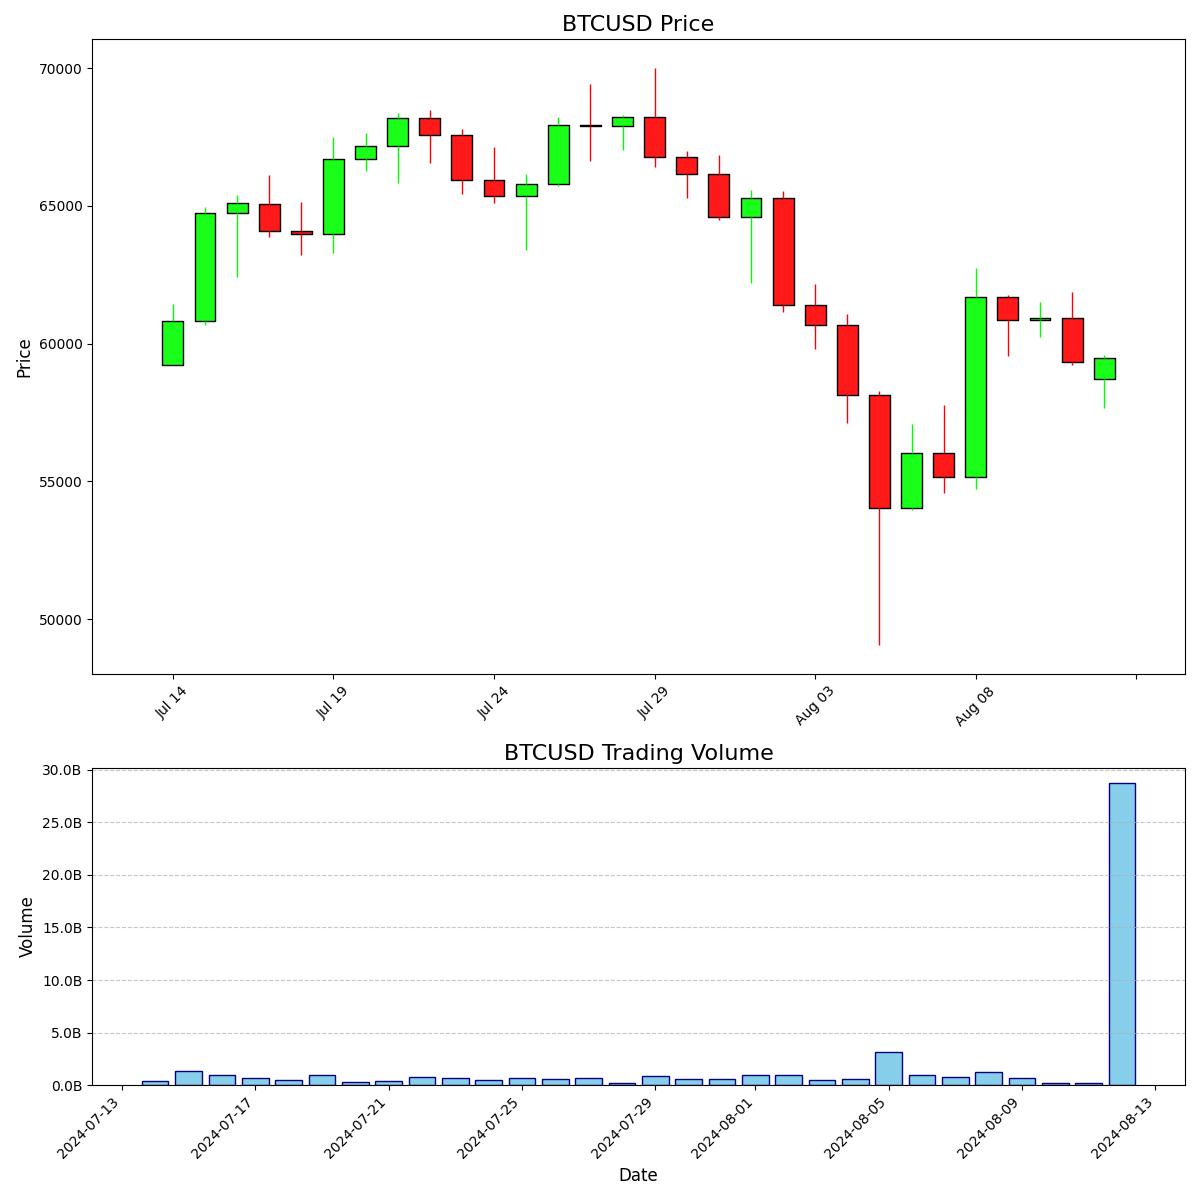 BTCUSD Price
Price
70000
65000
60000
55000
50000
Jul 14
Jul 19
Jul 24
Jul 29
Aug 03
Aug 08
BTCUSD Trading Volume
Volume
30.0B
25.0B
20.0B
15.0B
10.0B
5.0B
0.0B
2024-07-13
2024-07-17
2024-07-21
2024-07-25
2024-07-29
2024-08-01
2024-08-05
2024-08-09
2024-08-13
Date